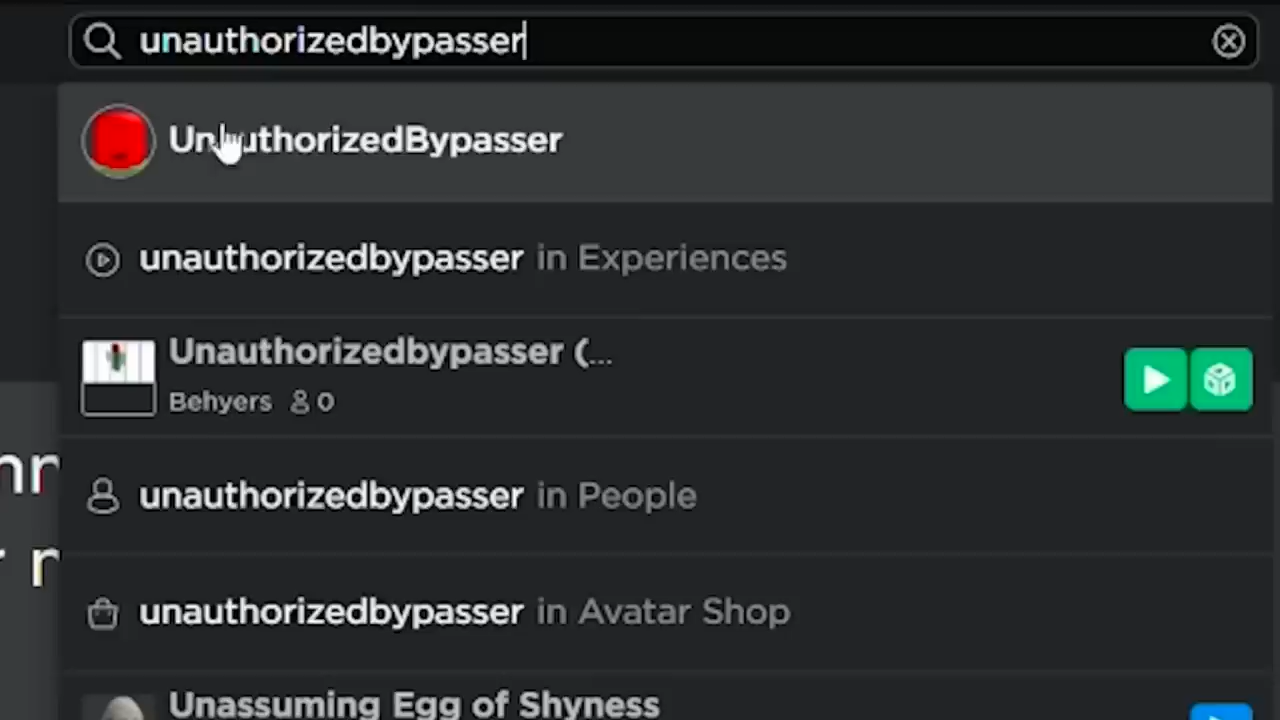 unauthorizedbypasser
UnauthorizedBypasser
unauthorizedbypasser in Experiences
Unauthorizedbypasser (...
Behyers 0
unauthorizedbypasser in People
unauthorizedbypasser in Avatar Shop
Unassuming Egg of Shyness